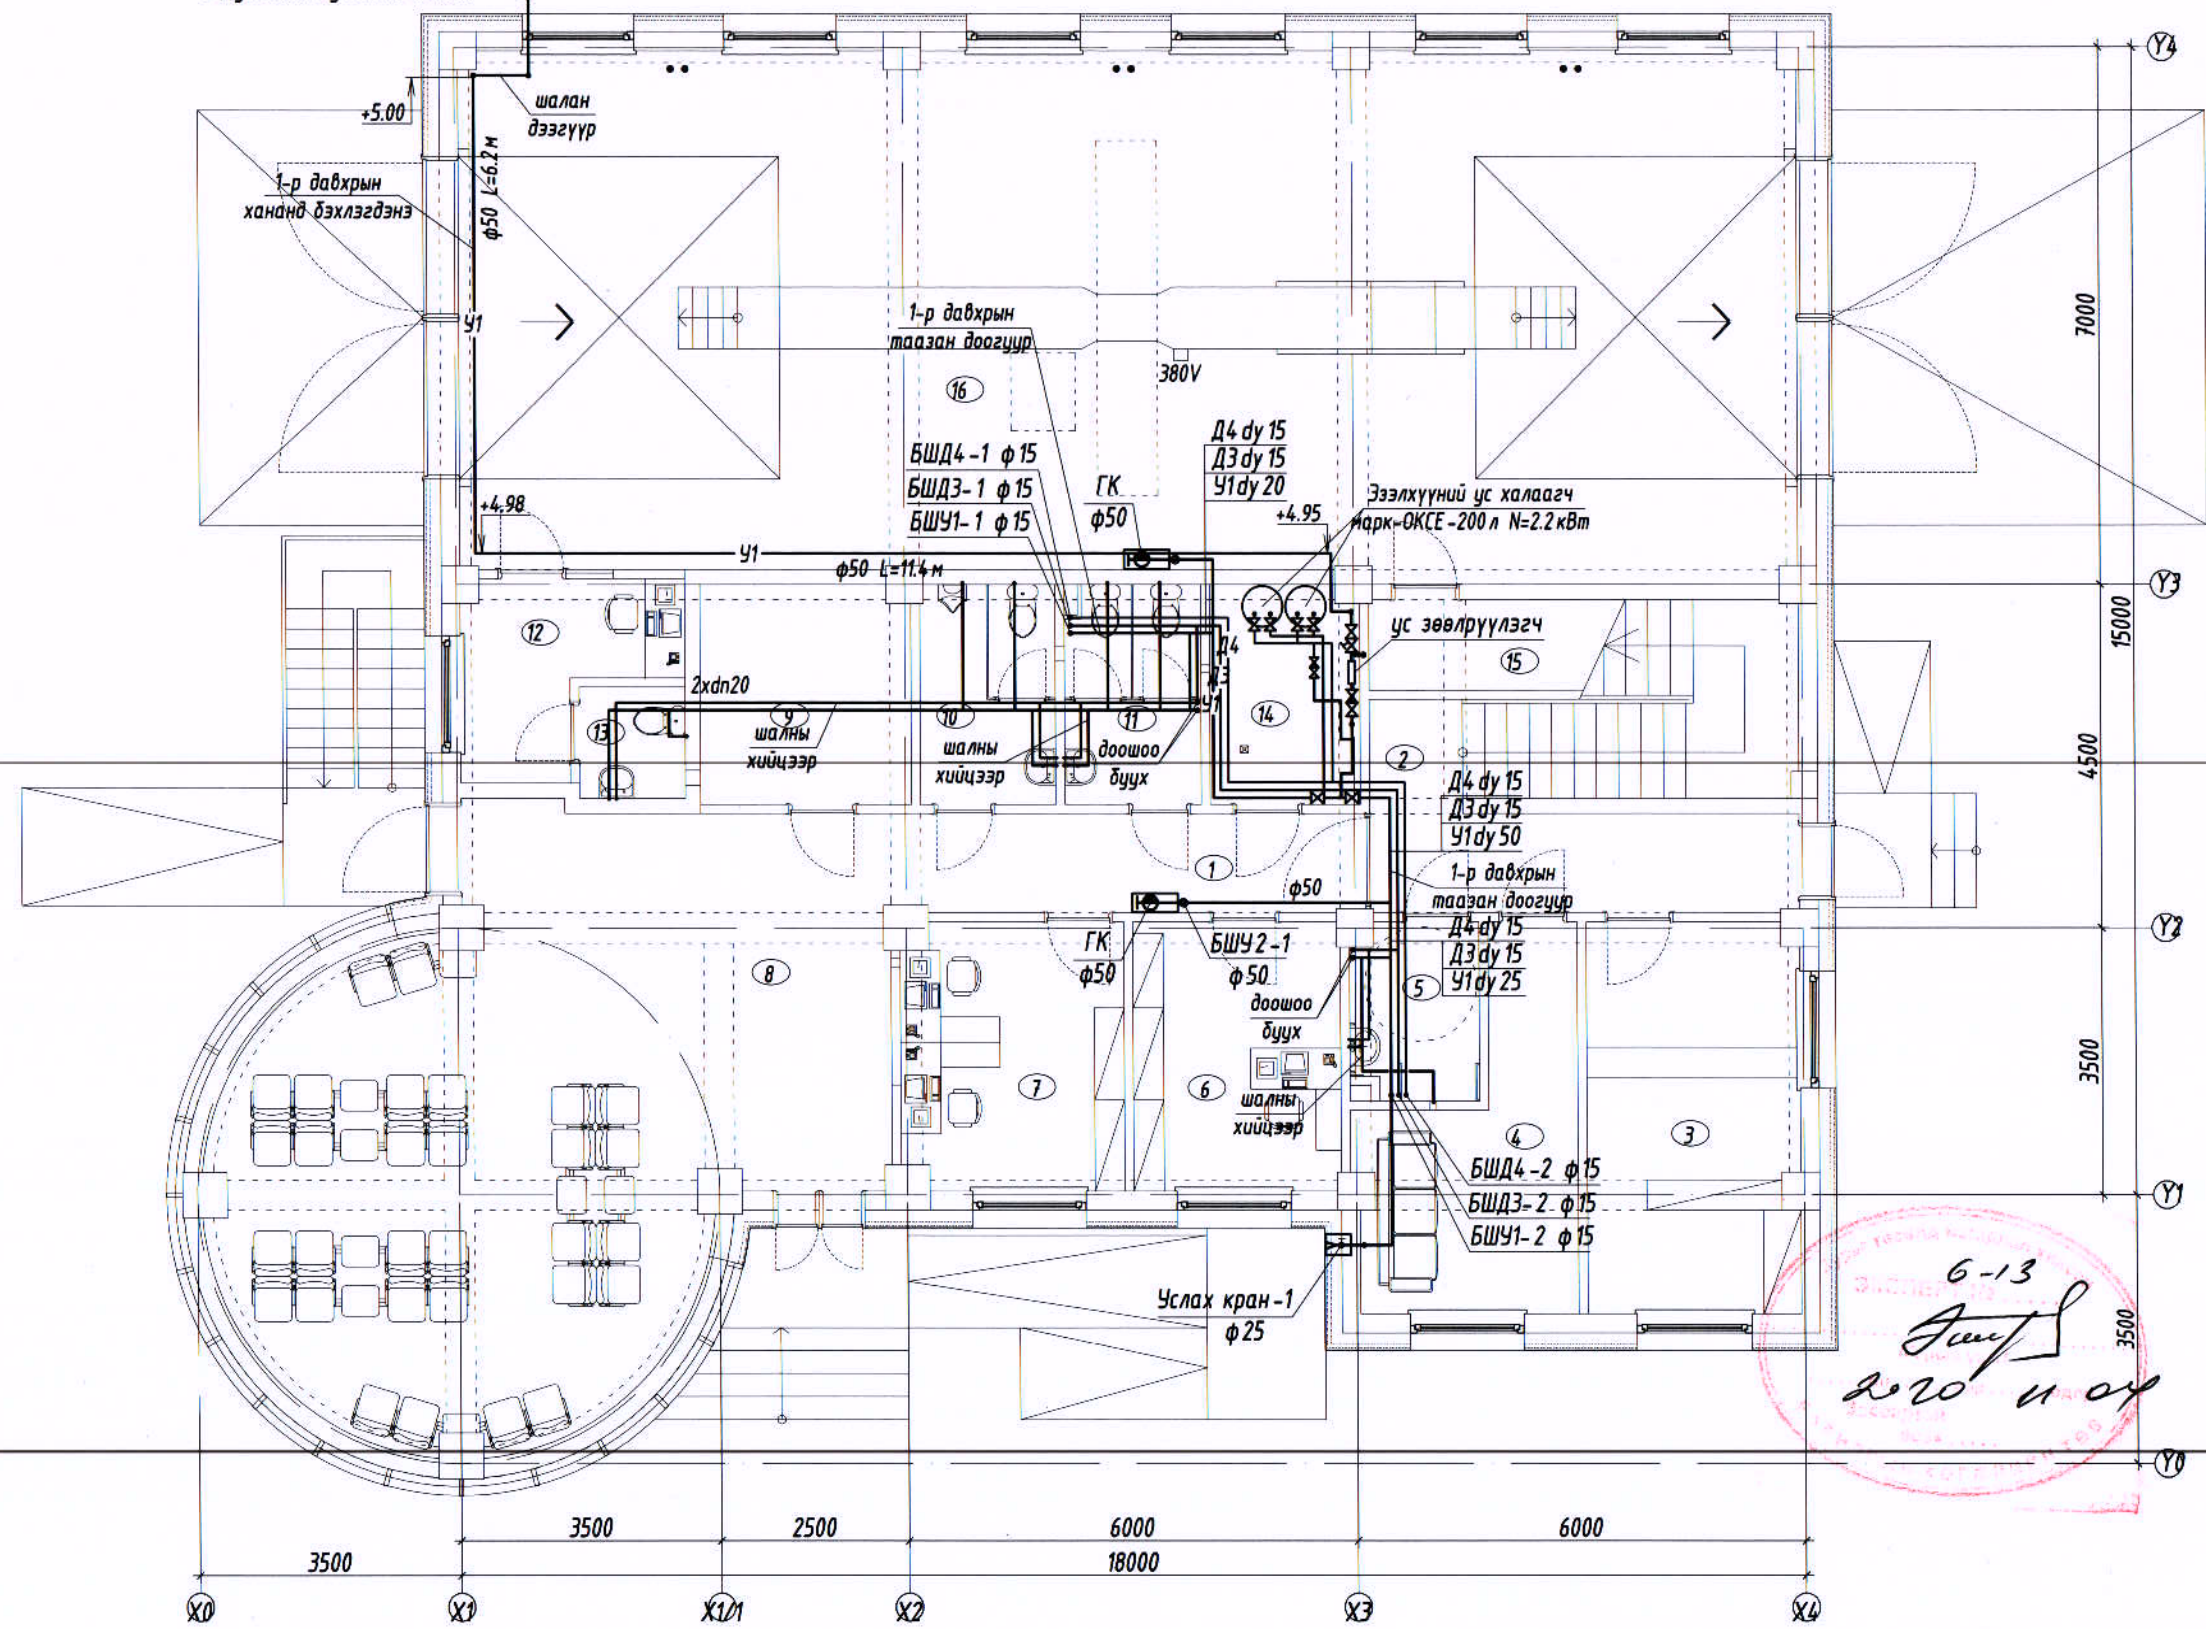 шалан
дээгүүр
+5.00
ф50 L=6.2м
1-р давхрын
хананд бэхлэгдэнэ
У1
1-р давхрын
таазан доогуур
380V
16
Д4 dy 15
Д3 dy 15
У1 dy 20
БШД4-1 ф15
БШД3-1 ф15
БШУ1-1 ф15
ГК
ф50
Ээлхүүний ус халаагч
марк-ОКСЕ-200л N=2.2кВт
+4.98
+4.95
У1
ф50 L=11.4м
ус зөөлрүүлэгч
12
15
Д4
Д3
У1
2xdn20
9
10
11
14
13
шалны
хийцээр
шалны
хийцээр
доошоо
буух
2
Д4 dy 15
Д3 dy 15
У1 dy 50
1
1-р давхрын
таазан доогуур
ф50
Д4 dy 15
Д3 dy 15
У1 dy 25
ГК
ф50
БШУ2-1
ф50
8
5
доошоо
буух
7
6
шалны
хийцээр
4
3
БШД4-2 ф15
БШД3-2 ф15
БШУ1-2 ф15
Услах кран-1
ф25
6-13
2020 11 04
7000
4500
3500
3500
15000
Y4
Y3
Y2
Y1
Y0
3500
2500
6000
6000
3500
18000
X0
X1
X1/1
X2
X3
X4